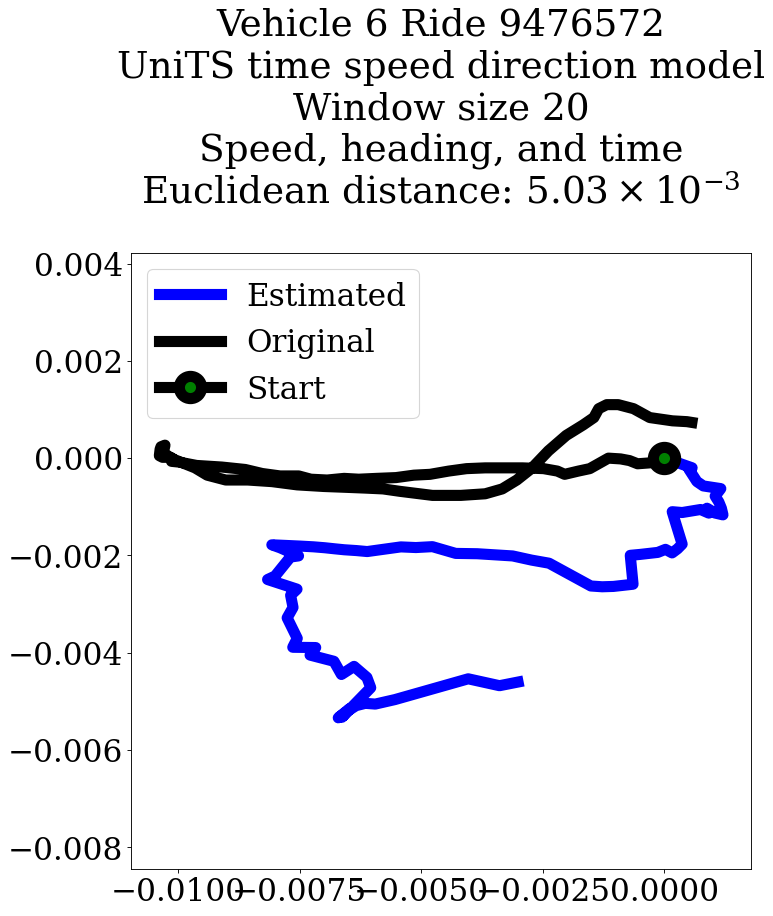 Vehicle 6 Ride 9476572
UniTS time speed direction model
Window size 20
Speed, heading, and time
Euclidean distance: 5.03 × 10⁻³
Estimated
Original
Start
0.004
0.002
0.000
−0.002
−0.004
−0.006
−0.008
−0.0100 −0.0075 −0.0050 −0.0025 0.0000